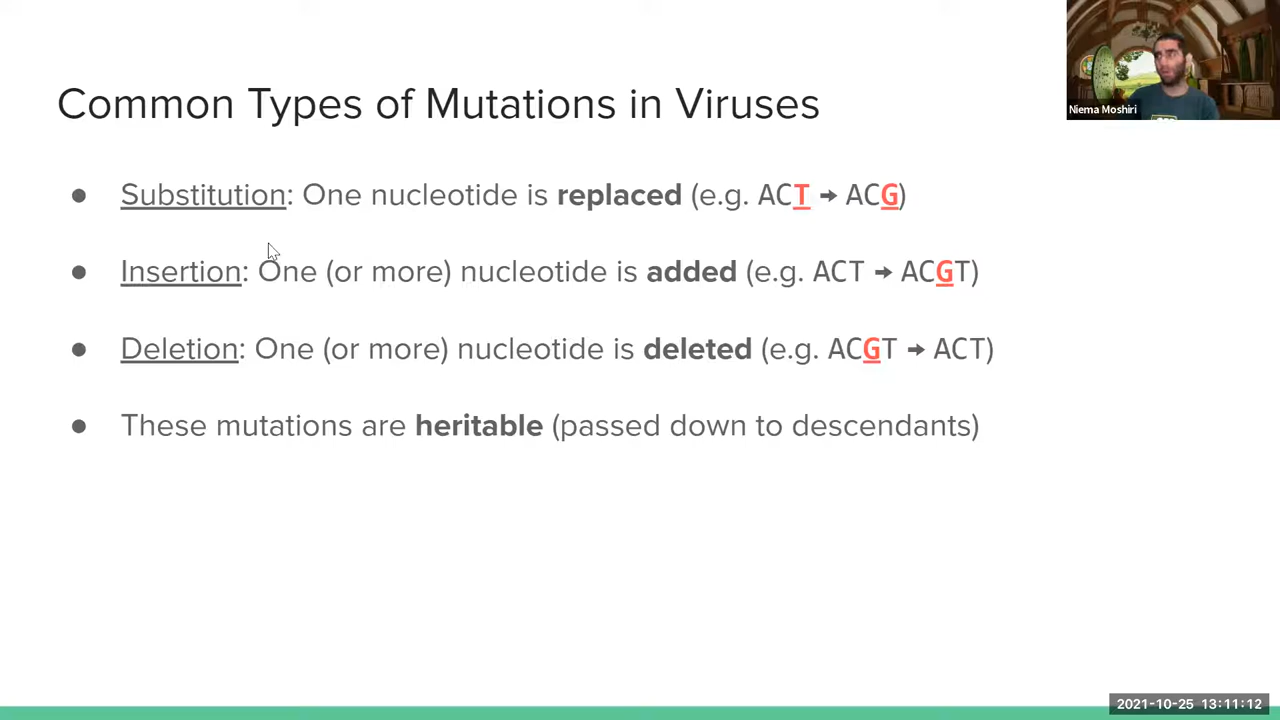 Common Types of Mutations in Viruses
Niema Moshiri
● Substitution: One nucleotide is replaced (e.g. ACT → ACG)
● Insertion: One (or more) nucleotide is added (e.g. ACT → ACGT)
● Deletion: One (or more) nucleotide is deleted (e.g. ACGT → ACT)
● These mutations are heritable (passed down to descendants)
2021-10-25 13:11:12